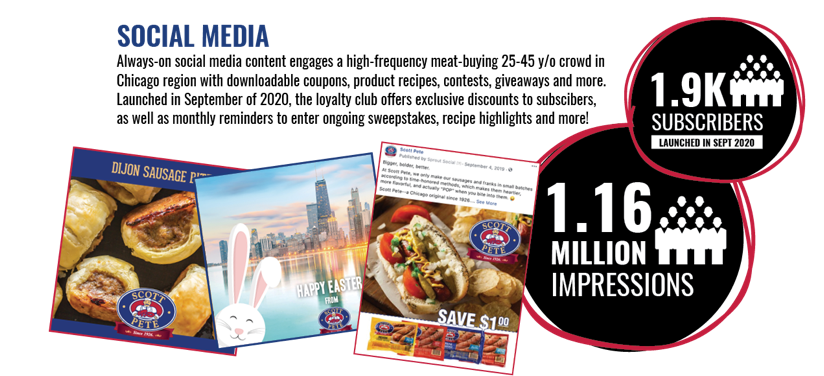 SOCIAL MEDIA
Always-on social media content engages a high-frequency meat-buying 25-45 y/o crowd in
Chicago region with downloadable coupons, product recipes, contests, giveaways and more.
Launched in September of 2020, the loyalty club offers exclusive discounts to subscibers,
as well as monthly reminders to enter ongoing sweepstakes, recipe highlights and more!
1.9K
SUBSCRIBERS
LAUNCHED IN SEPT 2020
1.16
MILLION
IMPRESSIONS
DIJON SAUSAGE
SCOTT
PETE
Since 1926
HAPPY EASTER
FROM
SCOTT
PETE
Scott Pete
Published by Sprout Social · September 4, 2019 ·
Bigger, bolder, better.
At Scott Pete, we only make our sausages and franks in small batches
according to time-honored methods, which makes them heartier,
more flavorful, and actually "POP" when you bite into them.
Scott Pete--a Chicago original since 1926... See More
SCOTT
PETE
Since 1926
SAVE $1.00